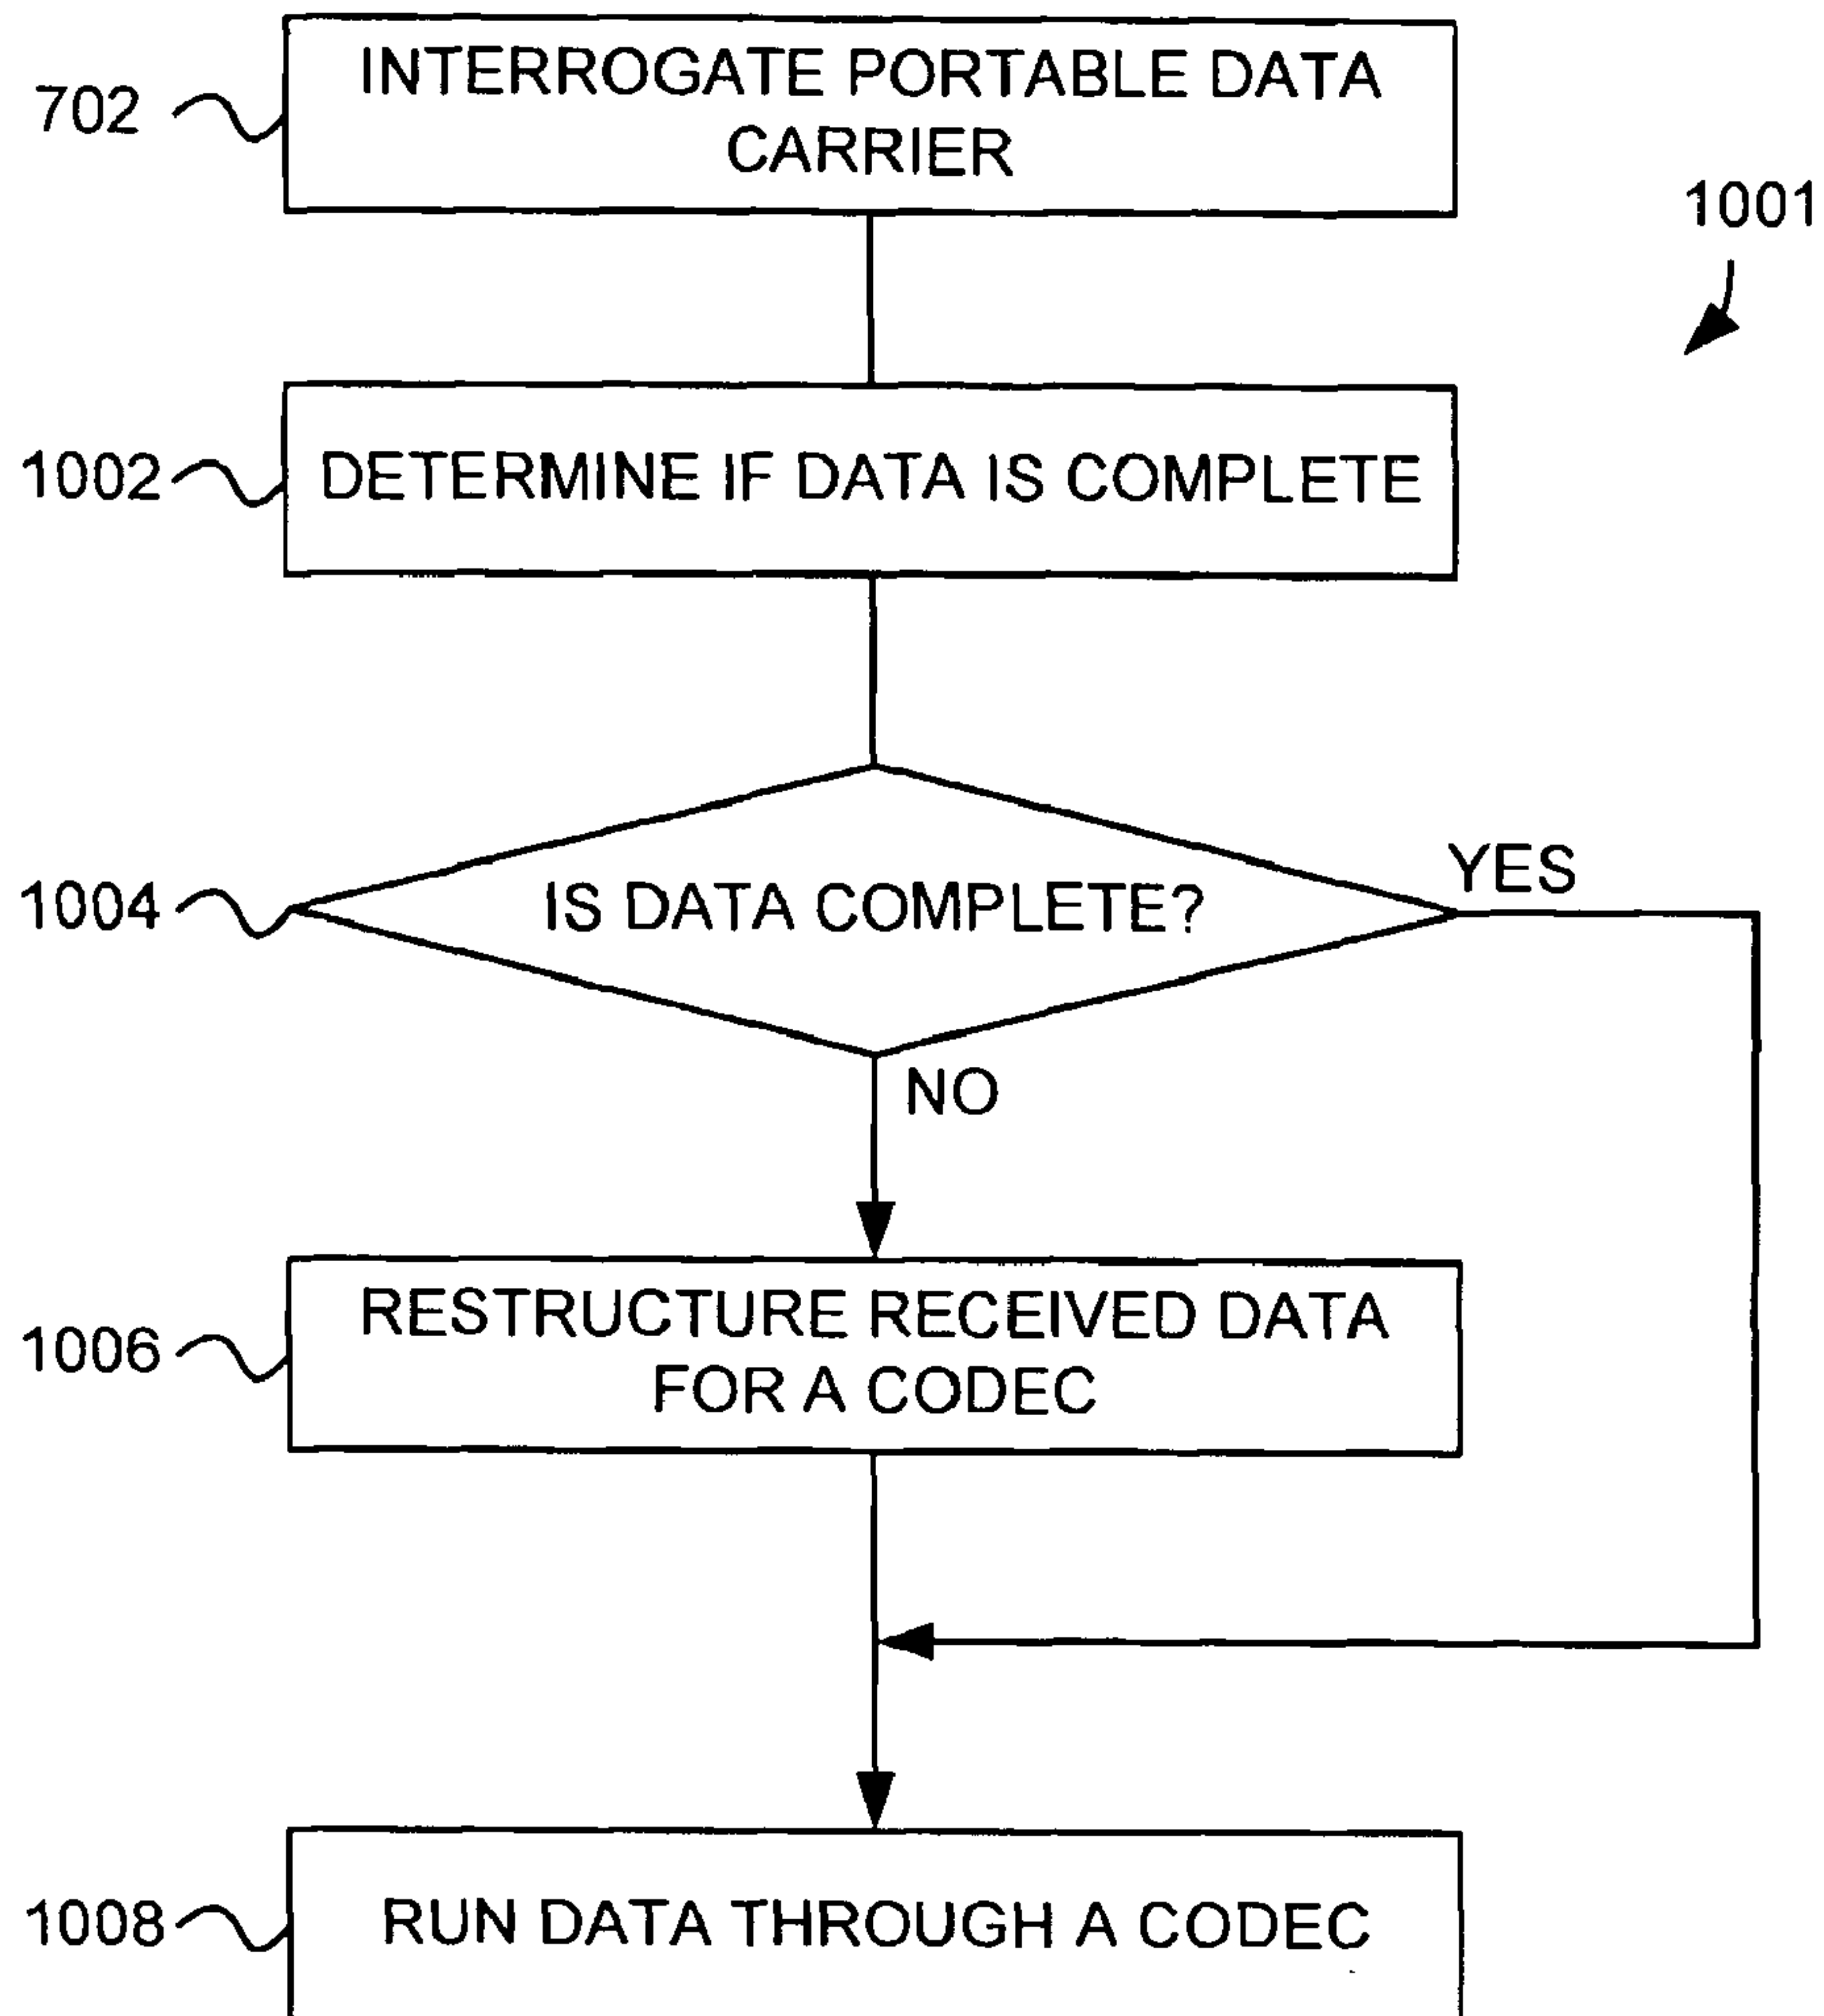 702
INTERROGATE PORTABLE DATA
CARRIER
1001
1002
DETERMINE IF DATA IS COMPLETE
1004
IS DATA COMPLETE?
YES
NO
1006
RESTRUCTURE RECEIVED DATA
FOR A CODEC
1008
RUN DATA THROUGH A CODEC